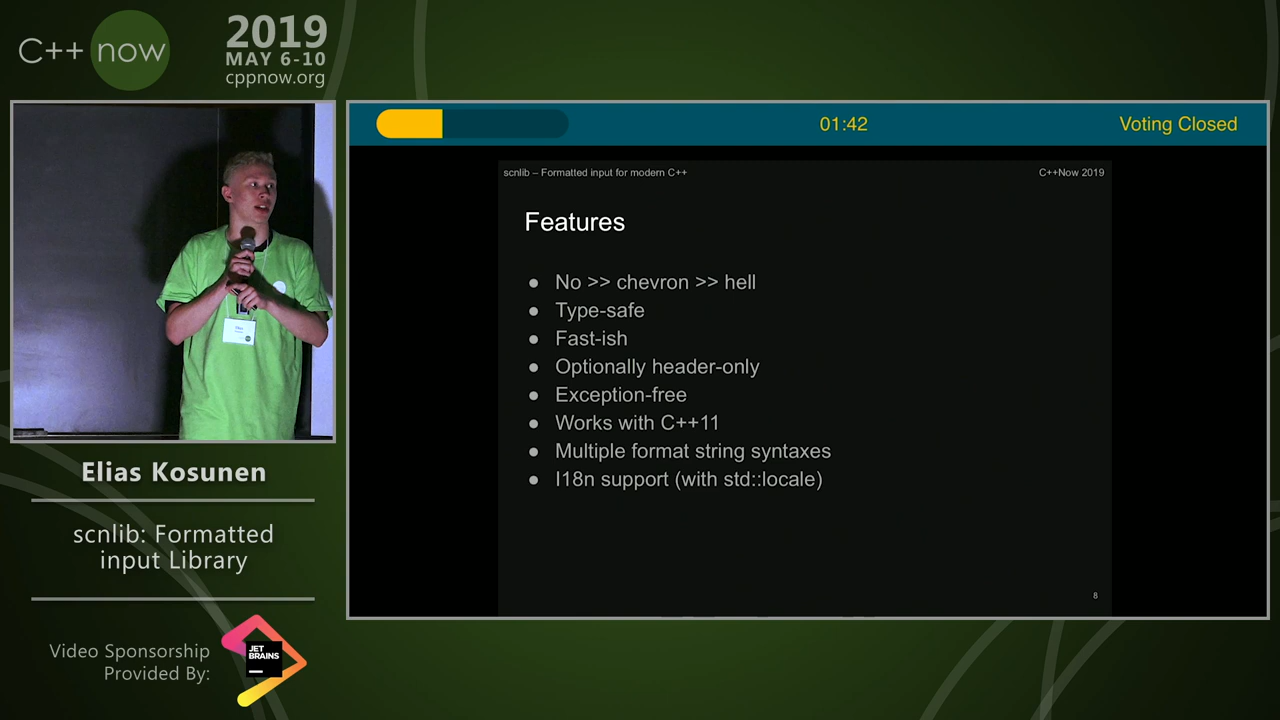 C++ now
2019
MAY 6-10
cppnow.org
01:42
Voting Closed
scnlib – Formatted input for modern C++
C++Now 2019
Features
● No >> chevron >> hell
● Type-safe
● Fast-ish
● Optionally header-only
● Exception-free
● Works with C++11
● Multiple format string syntaxes
● I18n support (with std::locale)
8
Elias
Elias Kosunen
scnlib: Formatted
input Library
Video Sponsorship
Provided By:
JET
BRAINS